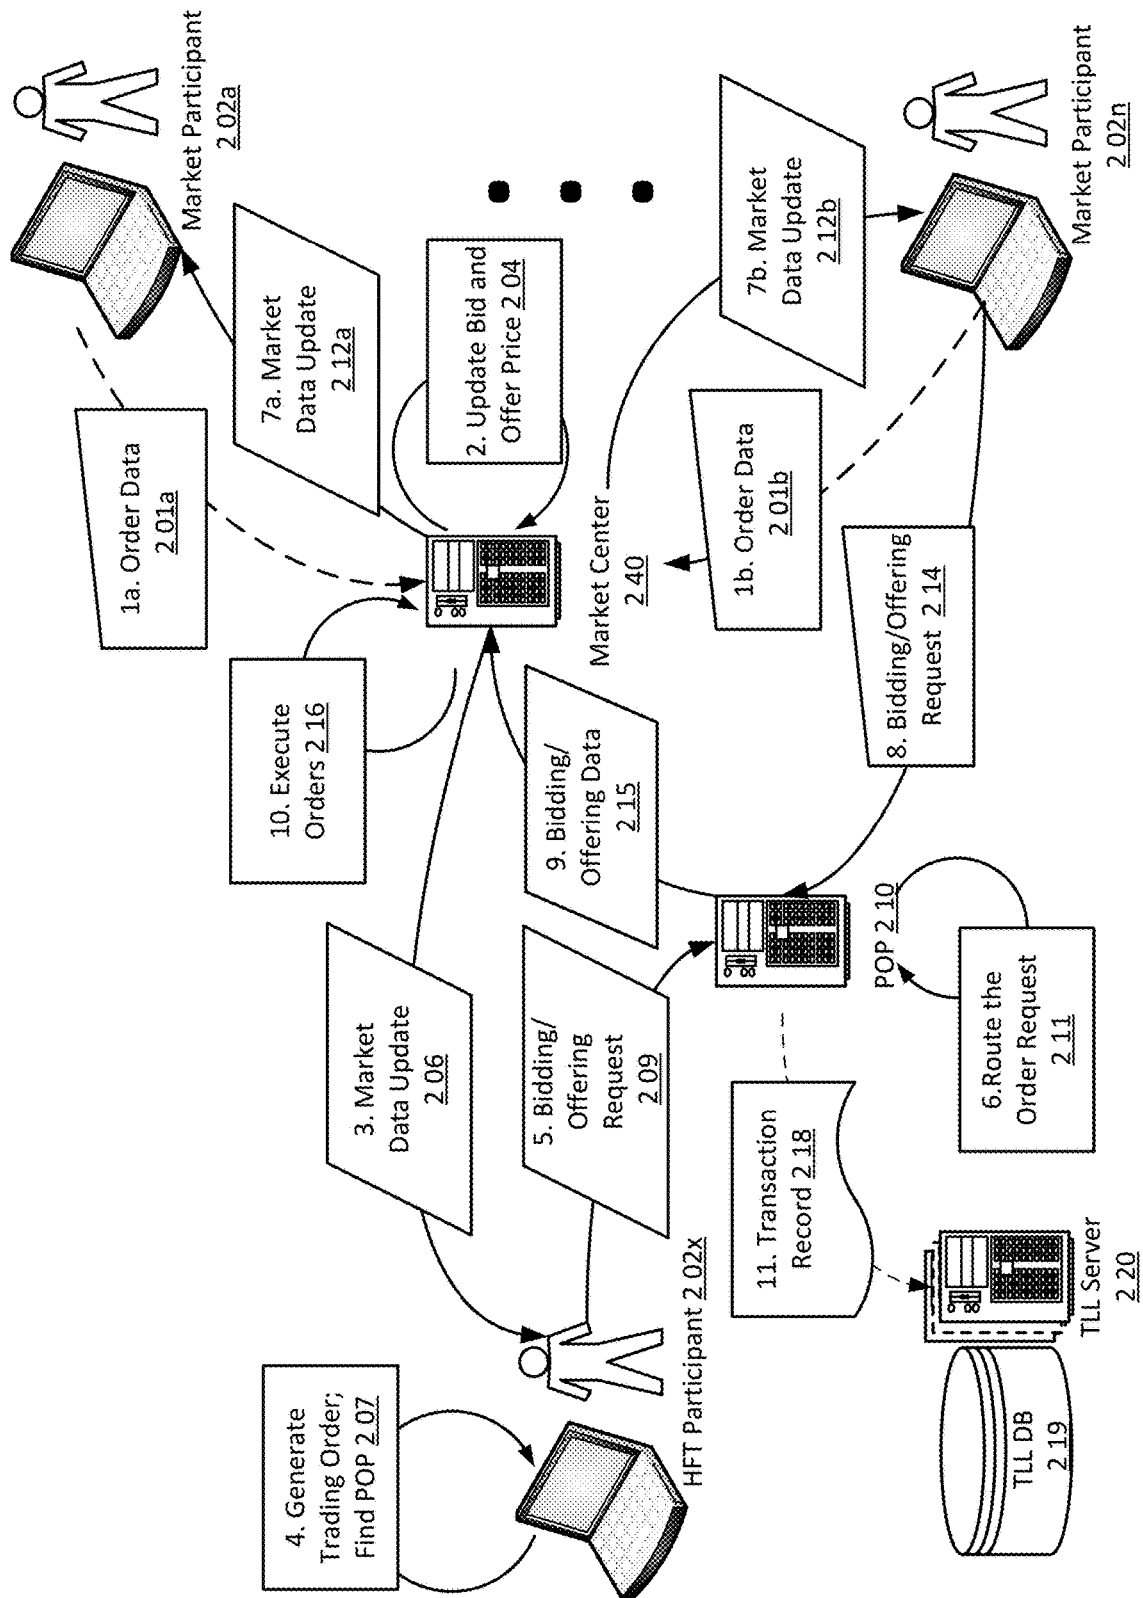 4. Generate
Trading Order;
Find POP 2 07
HFT Participant 2 02x
3. Market
Data Update
2 06
5. Bidding/
Offering
Request
2 09
11. Transaction
Record 2 18
TLL DB
2 19
TLL Server
2 20
10. Execute
Orders 2 16
9. Bidding/
Offering Data
2 15
POP 2 10
6.Route the
Order Request
2 11
1a. Order Data
2 01a
7a. Market
Data Update
2 12a
Market Participant
2 02a
2. Update Bid and
Offer Price 2 04
Market Center
2 40
1b. Order Data
2 01b
8. Bidding/Offering
Request 2 14
7b. Market
Data Update
2 12b
Market Participant
2 02n